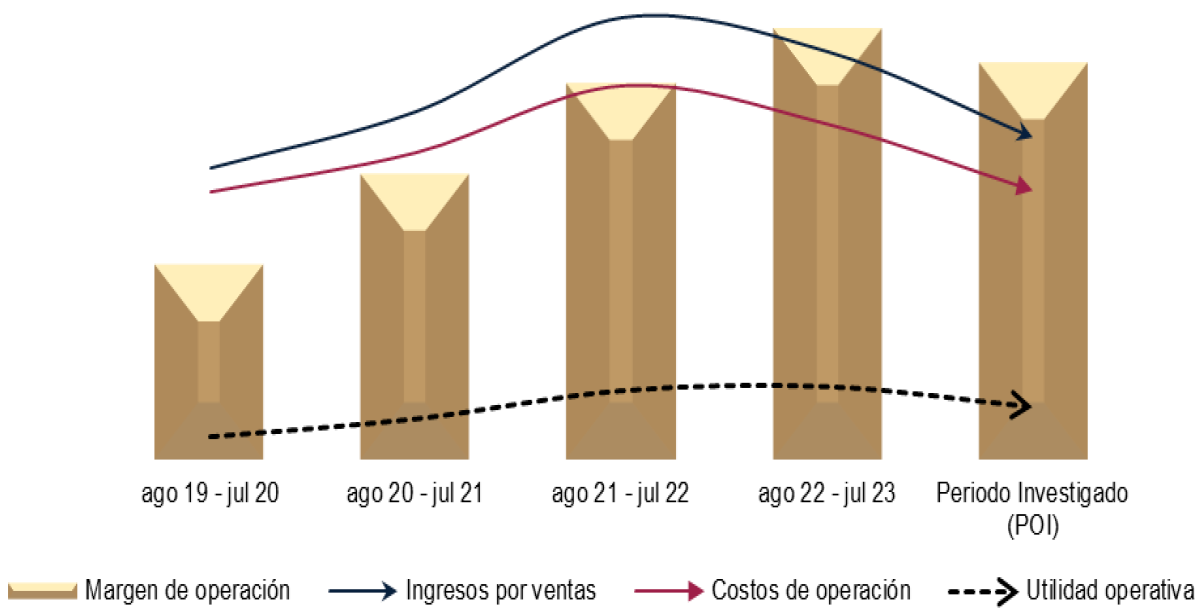 ago 19 - jul 20
ago 20 - jul 21
ago 21 - jul 22
ago 22 - jul 23
Periodo Investigado
(POI)
Margen de operación
Ingresos por ventas
Costos de operación
Utilidad operativa